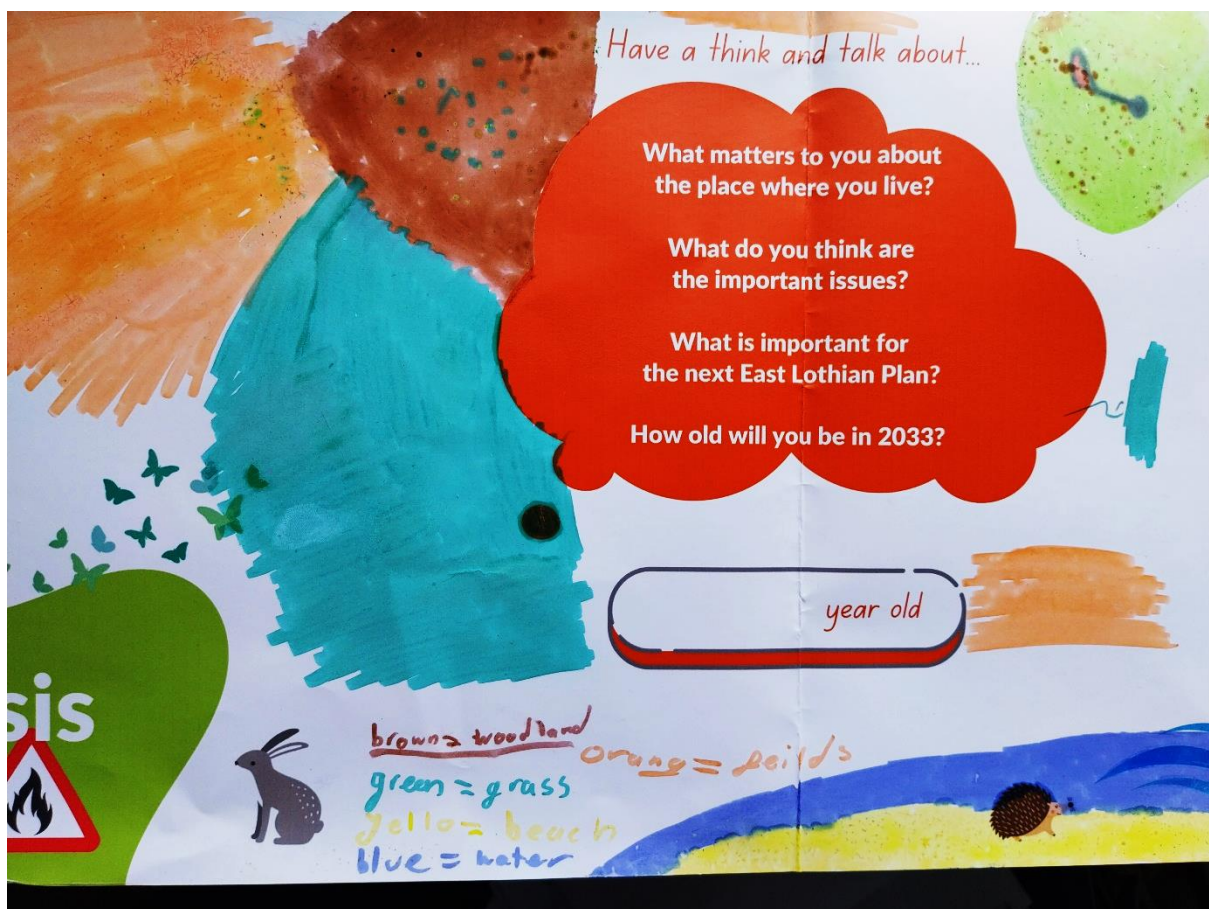 Have a think and talk about...
What matters to you about
the place where you live?
What do you think are
the important issues?
What is important for
the next East Lothian Plan?
How old will you be in 2033?
year old
sis
brown= woodland
orang = feilds
green = grass
yello = beach
blue = water